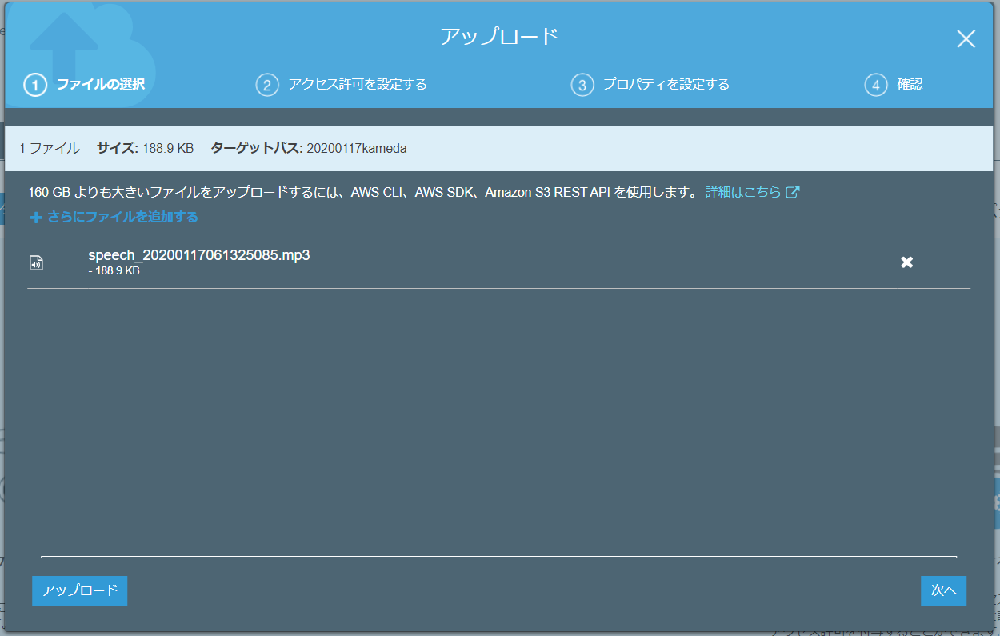 アップロード
1 ファイルの選択 2 アクセス許可を設定する 3 プロパティを設定する 4 確認
1 ファイル サイズ: 188.9 KB ターゲットパス: 20200117kameda
160 GB よりも大きいファイルをアップロードするには、AWS CLI、AWS SDK、Amazon S3 REST API を使用します。 詳細はこちら
+ さらにファイルを追加する
speech_20200117061325085.mp3
- 188.9 KB
アップロード 次へ